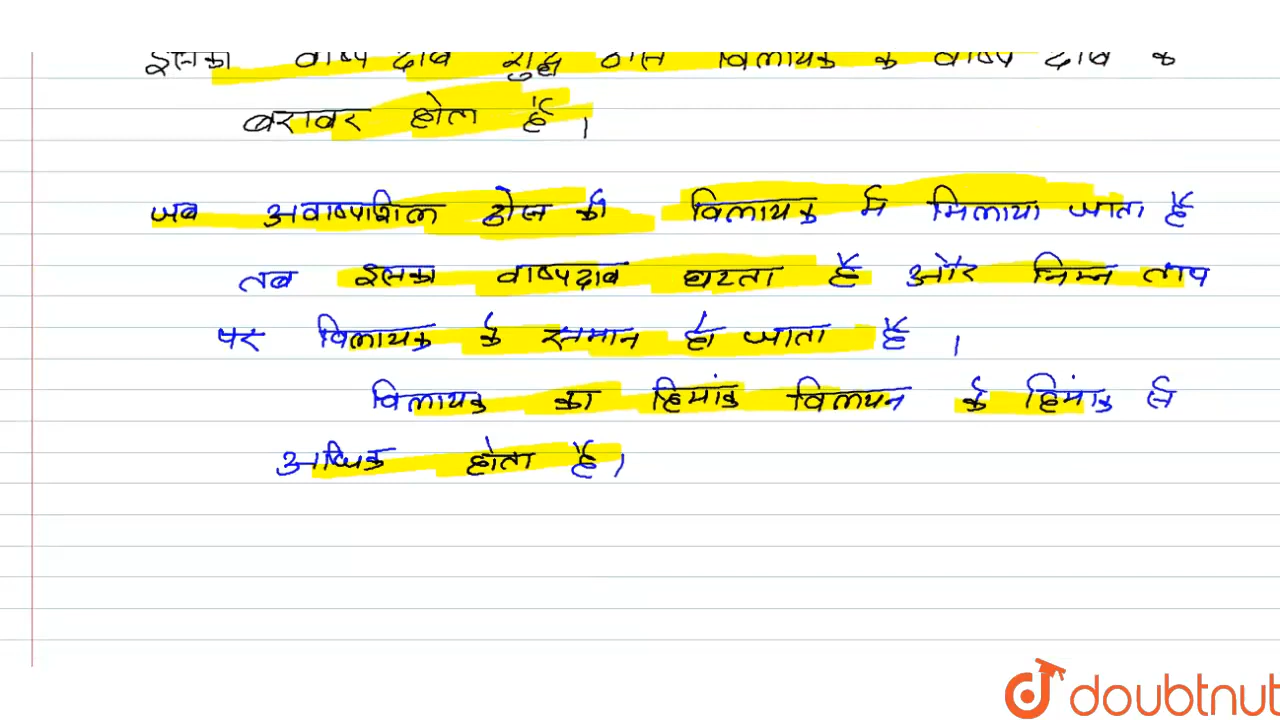 इसका वाष्प दाब शुद्ध ठोस विलायक के वाष्प दाब के
बराबर होता है ।
जब अवाष्पशिल ठोस को विलायक में मिलाया जाता है
तब इसका वाष्पदाब घटता है और निम्न ताप
पर विलायक के समान हो जाता है ।
विलायक का हिमांक विलयन के हिमांक से
अधिक होता है ।
doubtnut